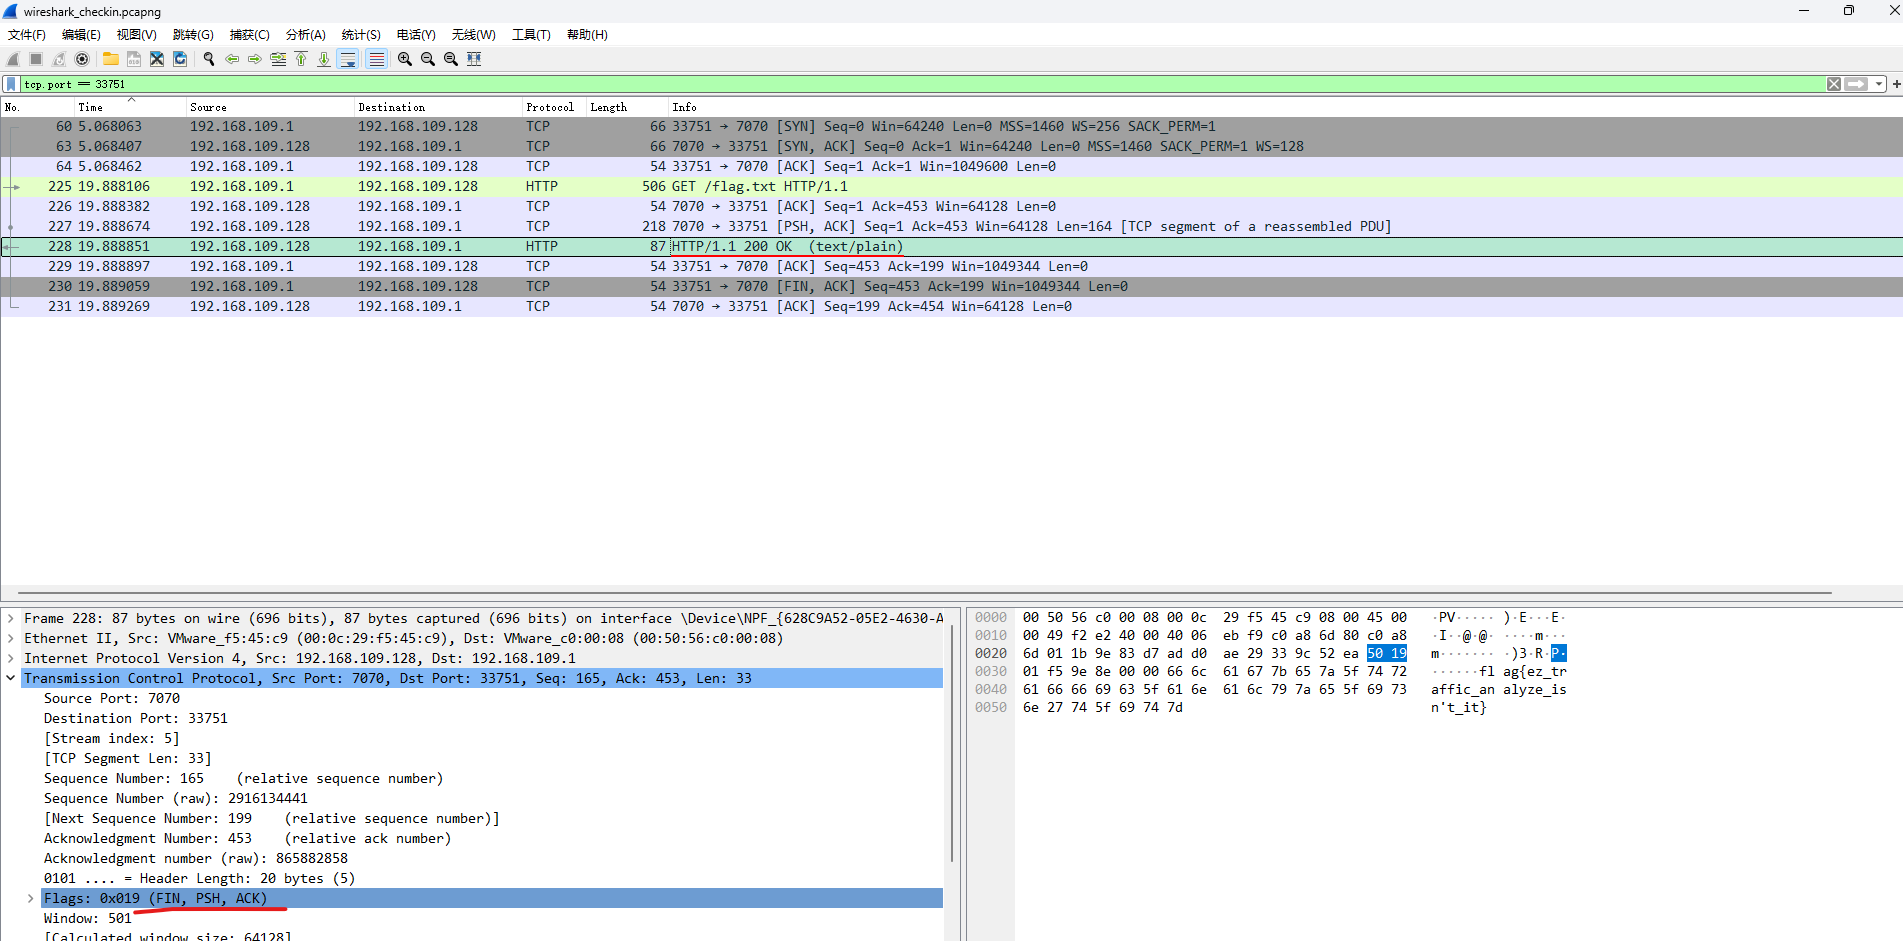 wireshark_checkin.pcapng
文件(F) 编辑(E) 视图(V) 跳转(G) 捕获(C) 分析(A) 统计(S) 电话(Y) 无线(W) 工具(T) 帮助(H)
tcp.port == 33751
No. Time Source Destination Protocol Length Info
60 5.068063 192.168.109.1 192.168.109.128 TCP 66 33751 → 7070 [SYN] Seq=0 Win=64240 Len=0 MSS=1460 WS=256 SACK_PERM=1
63 5.068407 192.168.109.128 192.168.109.1 TCP 66 7070 → 33751 [SYN, ACK] Seq=0 Ack=1 Win=64240 Len=0 MSS=1460 SACK_PERM=1 WS=128
64 5.068462 192.168.109.1 192.168.109.128 TCP 54 33751 → 7070 [ACK] Seq=1 Ack=1 Win=1049600 Len=0
225 19.888106 192.168.109.1 192.168.109.128 HTTP 506 GET /flag.txt HTTP/1.1
226 19.888382 192.168.109.128 192.168.109.1 TCP 54 7070 → 33751 [ACK] Seq=1 Ack=453 Win=64128 Len=0
227 19.888674 192.168.109.128 192.168.109.1 TCP 218 7070 → 33751 [PSH, ACK] Seq=1 Ack=453 Win=64128 Len=164 [TCP segment of a reassembled PDU]
228 19.888851 192.168.109.128 192.168.109.1 HTTP 87 HTTP/1.1 200 OK (text/plain)
229 19.888897 192.168.109.1 192.168.109.128 TCP 54 33751 → 7070 [ACK] Seq=453 Ack=199 Win=1049344 Len=0
230 19.889059 192.168.109.1 192.168.109.128 TCP 54 33751 → 7070 [FIN, ACK] Seq=453 Ack=199 Win=1049344 Len=0
231 19.889269 192.168.109.128 192.168.109.1 TCP 54 7070 → 33751 [ACK] Seq=199 Ack=454 Win=64128 Len=0
Frame 228: 87 bytes on wire (696 bits), 87 bytes captured (696 bits) on interface \Device\NPF_{628C9A52-05E2-4630-A
Ethernet II, Src: VMware_f5:45:c9 (00:0c:29:f5:45:c9), Dst: VMware_c0:00:08 (00:50:56:c0:00:08)
Internet Protocol Version 4, Src: 192.168.109.128, Dst: 192.168.109.1
Transmission Control Protocol, Src Port: 7070, Dst Port: 33751, Seq: 165, Ack: 453, Len: 33
Source Port: 7070
Destination Port: 33751
[Stream index: 5]
[TCP Segment Len: 33]
Sequence Number: 165 (relative sequence number)
Sequence Number (raw): 2916134441
[Next Sequence Number: 199 (relative sequence number)]
Acknowledgment Number: 453 (relative ack number)
Acknowledgment number (raw): 865882858
0101 .... = Header Length: 20 bytes (5)
Flags: 0x019 (FIN, PSH, ACK)
Window: 501
[Calculated window size: 64128]
0000 00 50 56 c0 00 08 00 0c 29 f5 45 c9 08 00 45 00 ·PV····· )·E···E·
0010 00 49 f2 e2 40 00 40 06 eb f9 c0 a8 6d 80 c0 a8 ·I··@·@· ····m···
0020 6d 01 1b 9e 83 d7 ad d0 ae 29 33 9c 52 ea 50 19 m······· ·)3·R·P·
0030 01 f5 9e 8e 00 00 66 6c 61 67 7b 65 7a 5f 74 72 ······fl ag{ez_tr
0040 61 66 66 69 63 5f 61 6e 61 6c 79 7a 65 5f 69 73 affic_an alyze_is
0050 6e 27 74 5f 69 74 7d n't_it}